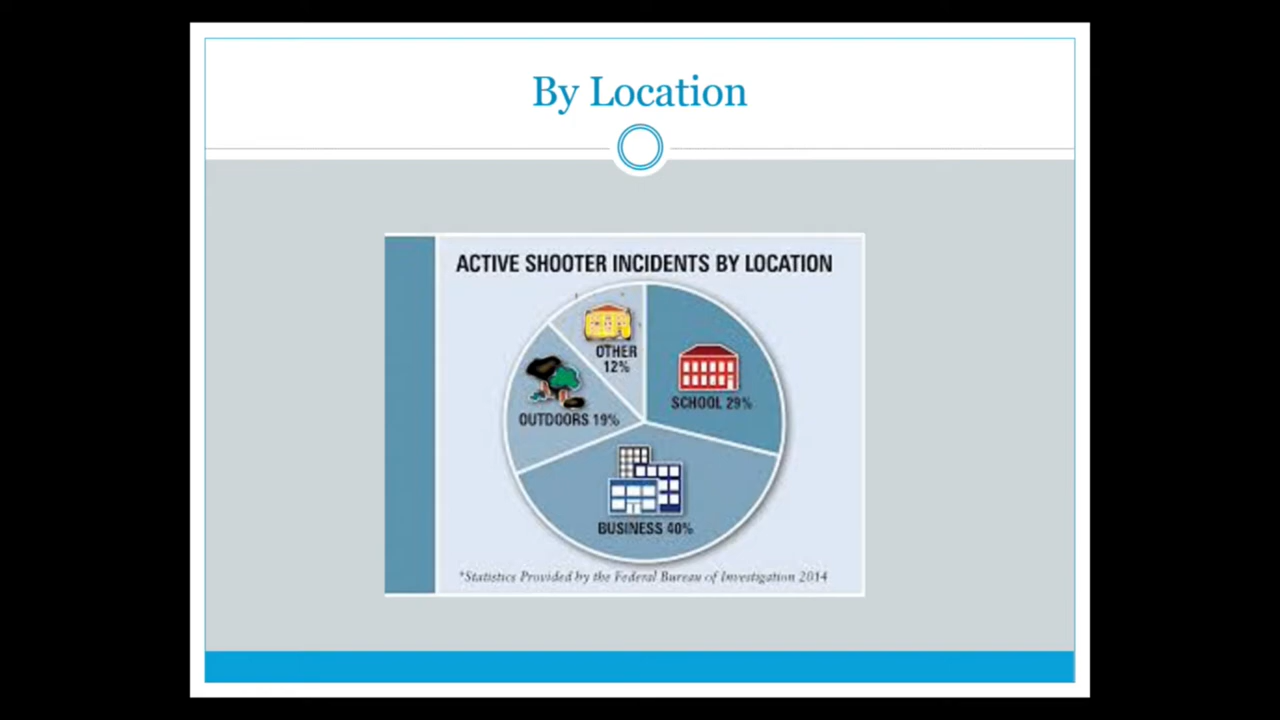 By Location
ACTIVE SHOOTER INCIDENTS BY LOCATION
OTHER
12%
SCHOOL 29%
OUTDOORS 19%
BUSINESS 40%
*Statistics Provided by the Federal Bureau of Investigation 2014